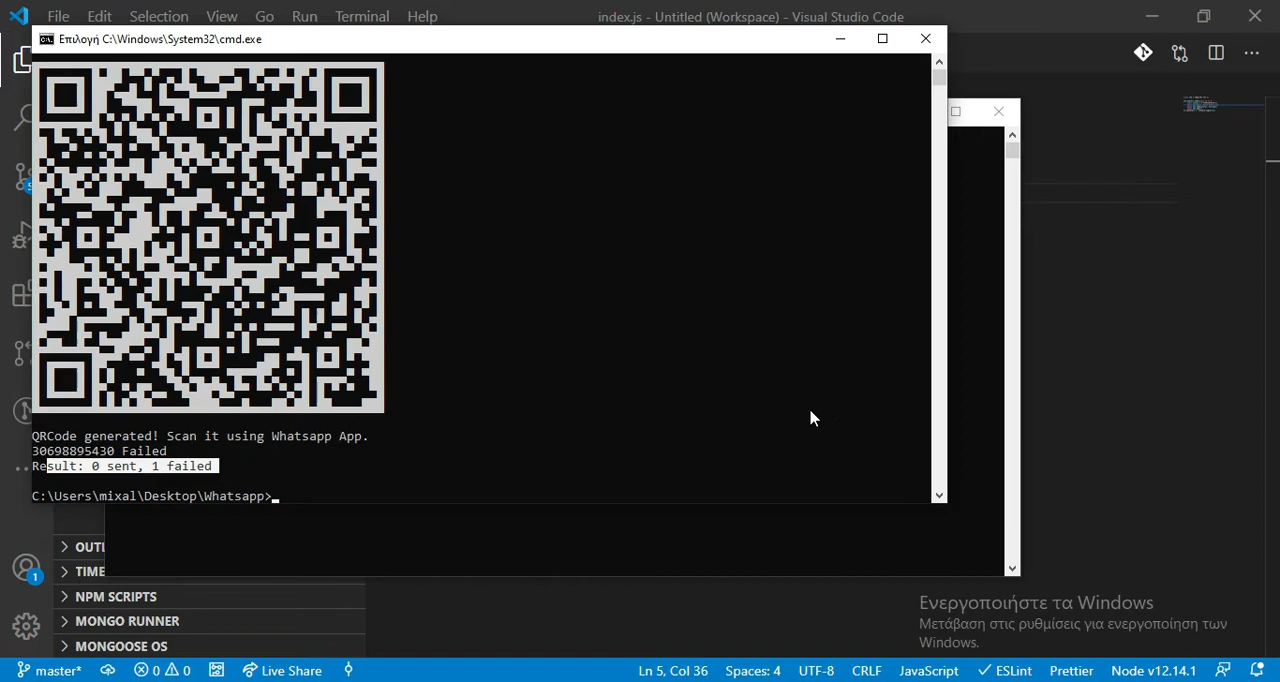 File Edit Selection View Go Run Terminal Help index.js - Untitled (Workspace) - Visual Studio Code
Επιλογή C:\Windows\System32\cmd.exe
QRCode generated! Scan it using Whatsapp App.
30698895430 Failed
Result: 0 sent, 1 failed
C:\Users\mixal\Desktop\Whatsapp>
OUTL
TIME
NPM SCRIPTS
MONGO RUNNER
MONGOOSE OS
1
Ενεργοποιήστε τα Windows
Μετάβαση στις ρυθμίσεις για ενεργοποίηση των
Windows.
master* 0 0 Live Share Ln 5, Col 36 Spaces: 4 UTF-8 CRLF JavaScript ESLint Prettier Node v12.14.1